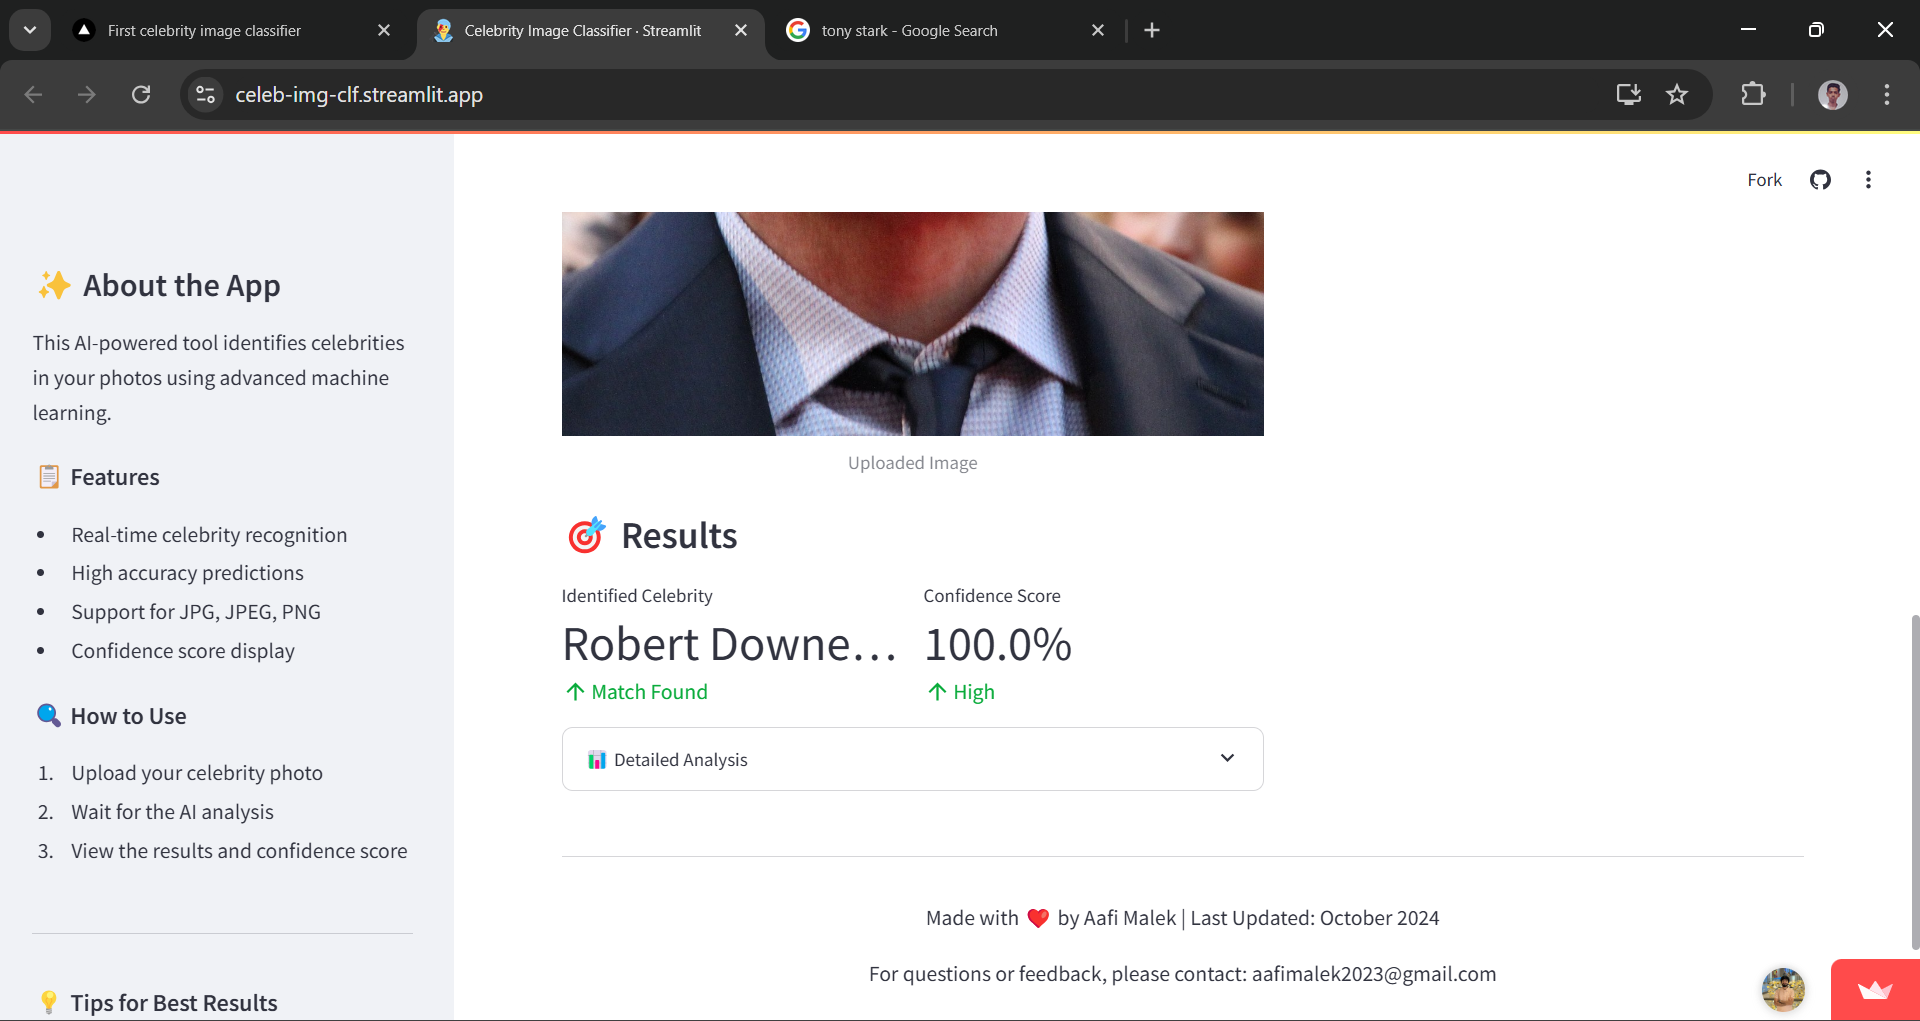 First celebrity image classifier
Celebrity Image Classifier · Streamlit
tony stark - Google Search
celeb-img-clf.streamlit.app
Fork
✨ About the App
This AI-powered tool identifies celebrities
in your photos using advanced machine
learning.
📋 Features
• Real-time celebrity recognition
• High accuracy predictions
• Support for JPG, JPEG, PNG
• Confidence score display
🔍 How to Use
1. Upload your celebrity photo
2. Wait for the AI analysis
3. View the results and confidence score
💡 Tips for Best Results
Uploaded Image
🎯 Results
Identified Celebrity
Robert Downe...
↑ Match Found
Confidence Score
100.0%
↑ High
📊 Detailed Analysis
Made with ❤️ by Aafi Malek | Last Updated: October 2024
For questions or feedback, please contact: aafimalek2023@gmail.com